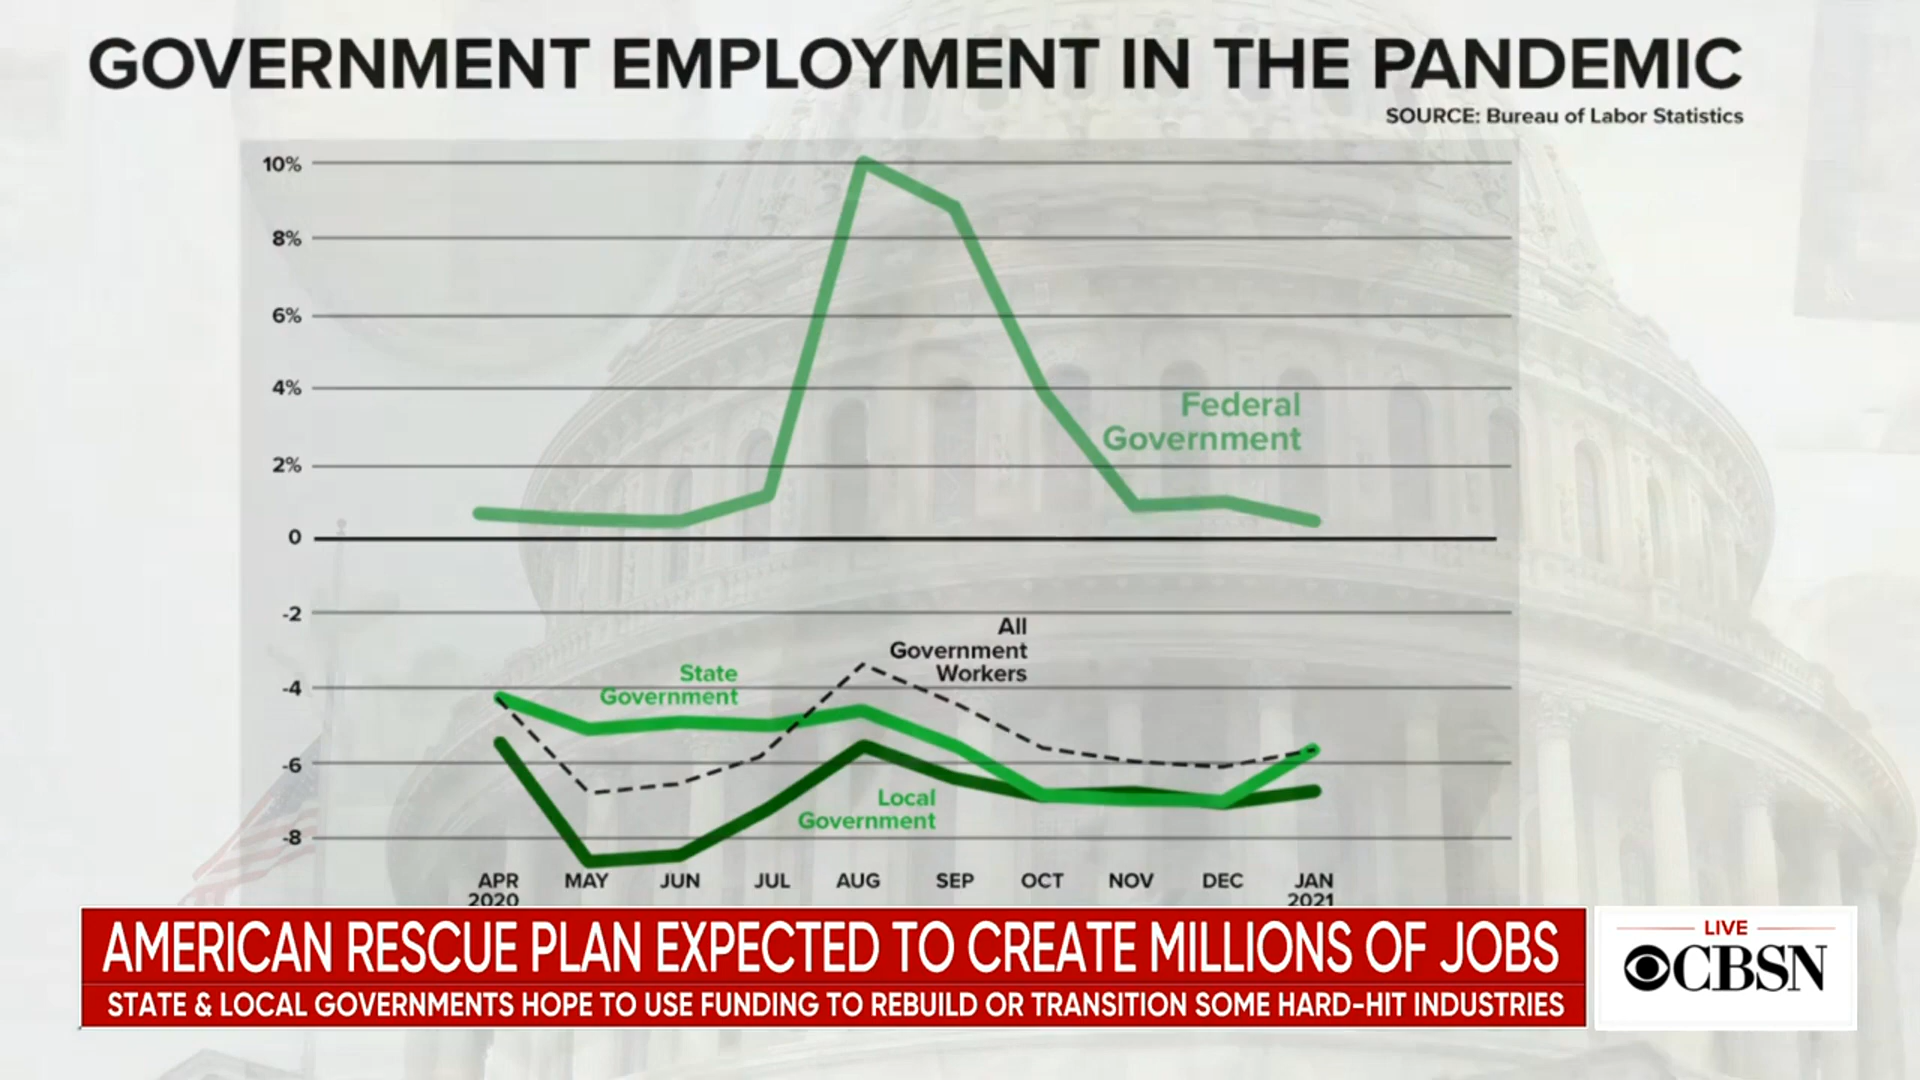 GOVERNMENT EMPLOYMENT IN THE PANDEMIC
SOURCE: Bureau of Labor Statistics
10%
8%
6%
4%
2%
0
-2
-4
-6
-8
Federal
Government
All
Government
Workers
State
Government
Local
Government
APR
2020
MAY
JUN
JUL
AUG
SEP
OCT
NOV
DEC
JAN
2021
AMERICAN RESCUE PLAN EXPECTED TO CREATE MILLIONS OF JOBS
STATE & LOCAL GOVERNMENTS HOPE TO USE FUNDING TO REBUILD OR TRANSITION SOME HARD-HIT INDUSTRIES
LIVE
CBSN